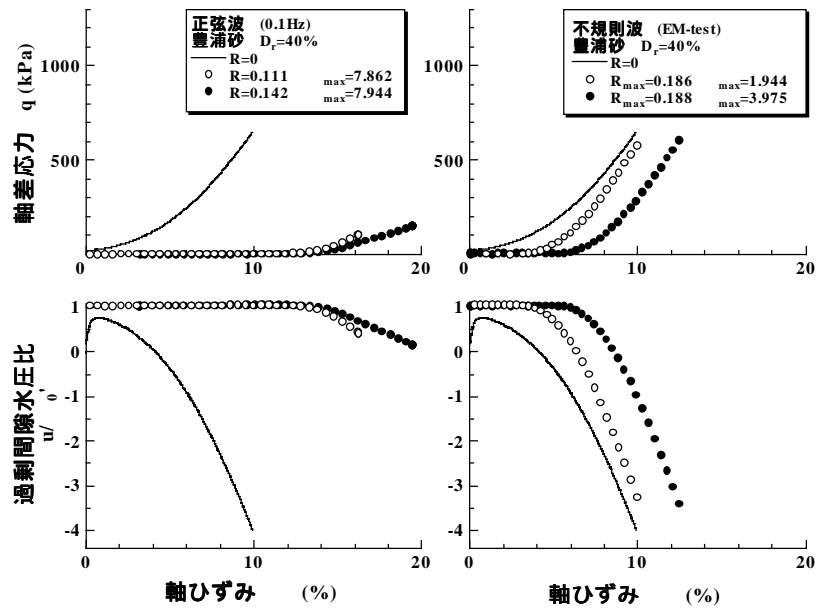 正弦波 (0.1Hz)
豊浦砂 Dr=40%
R=0
R=0.111 max=7.862
R=0.142 max=7.944
軸差応力 q (kPa)
1000
500
0
10
20
不規則波 (EM-test)
豊浦砂 Dr=40%
R=0
Rmax=0.186 max=1.944
Rmax=0.188 max=3.975
1000
500
0
10
20
過剰間隙水圧比
u/ 0'
1
0
-1
-2
-3
-4
0
10
20
軸ひずみ (%)
1
0
-1
-2
-3
-4
0
10
20
軸ひずみ (%)